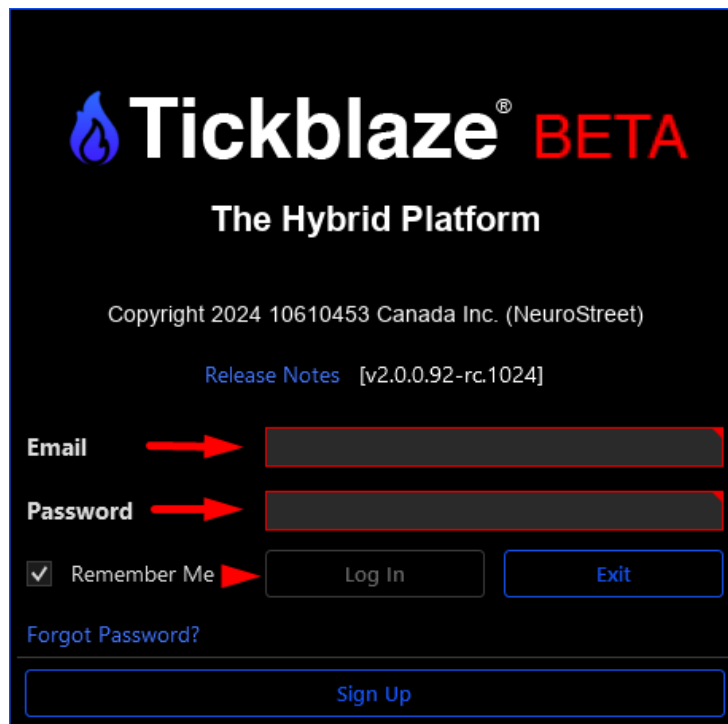 Tickblaze® BETA
The Hybrid Platform
Copyright 2024 10610453 Canada Inc. (NeuroStreet)
Release Notes [v2.0.0.92-rc.1024]
Email
Password
Remember Me Log In Exit
Forgot Password?
Sign Up